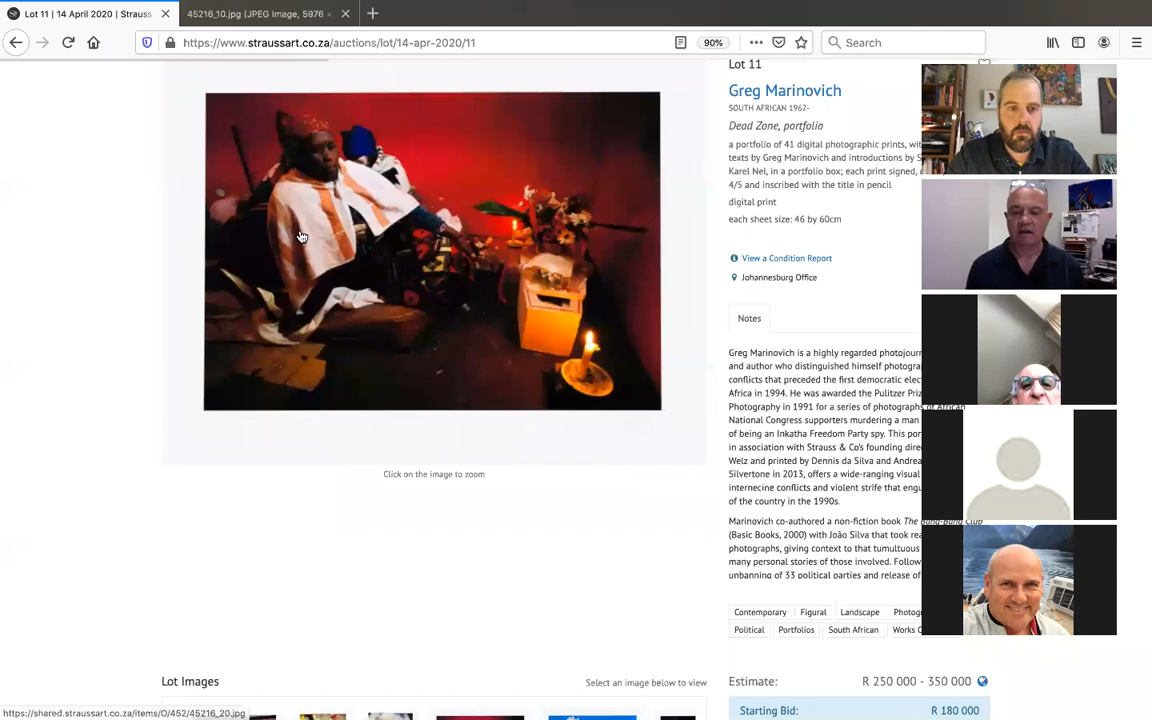 Lot 11 | 14 April 2020 | Strauss
45216_10.jpg (JPEG Image, 5976 ×
https://www.straussart.co.za/auctions/lot/14-apr-2020/11
90%
Search
Lot 11
Greg Marinovich
SOUTH AFRICAN 1962-
Dead Zone, portfolio
a portfolio of 41 digital photographic prints, wit
texts by Greg Marinovich and introductions by S
Karel Nel, in a portfolio box; each print signed,
4/5 and inscribed with the title in pencil
digital print
each sheet size: 46 by 60cm
View a Condition Report
Johannesburg Office
Notes
Greg Marinovich is a highly regarded photojourn
and author who distinguished himself photogra
conflicts that preceded the first democratic elec
Africa in 1994. He was awarded the Pulitzer Priz
Photography in 1991 for a series of photographs of African
National Congress supporters murdering a man
of being an Inkatha Freedom Party spy. This por
in association with Strauss & Co's founding dire
Welz and printed by Dennis da Silva and Andrea
Silvertone in 2013, offers a wide-ranging visual
internecine conflicts and violent strife that engu
of the country in the 1990s.
Marinovich co-authored a non-fiction book The Bang-Bang Club
(Basic Books, 2000) with João Silva that took rea
photographs, giving context to that tumultuous
many personal stories of those involved. Follow
unbanning of 33 political parties and release of
Click on the image to zoom
Contemporary Figural Landscape Photog
Political Portfolios South African Works
Lot Images
Select an image below to view
Estimate: R 250 000 - 350 000
Starting Bid: R 180 000
https://shared.straussart.co.za/items/O/452/45216_20.jpg